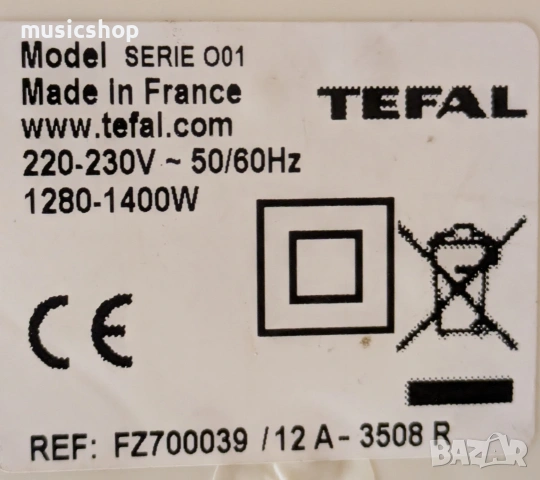 musicshop
Model SERIE O01
Made In France
www.tefal.com
220-230V ~ 50/60Hz
1280-1400W
TEFAL
CE
REF: FZ700039 /12 A - 3508 R
BAZAR